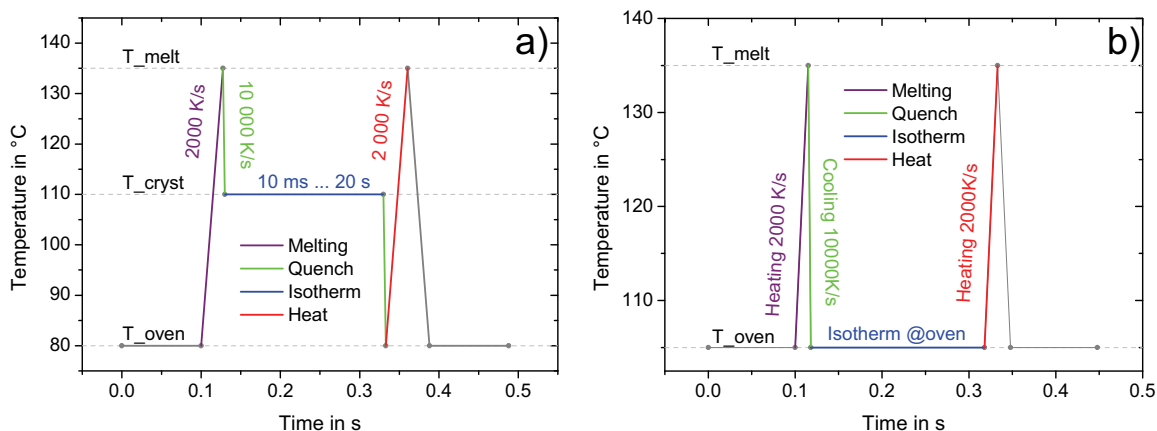 a)
140
130
120
110
100
90
80
Temperature in °C
T_melt
T_cryst
T_oven
2000 K/s
10 000 K/s
2 000 K/s
10 ms ... 20 s
Melting
Quench
Isotherm
Heat
0.0 0.1 0.2 0.3 0.4 0.5
Time in s
b)
140
130
120
110
Temperature in °C
T_melt
T_oven
Melting
Quench
Isotherm
Heat
Heating 2000 K/s
Cooling 10000K/s
Heating 2000K/s
Isotherm @oven
0.0 0.1 0.2 0.3 0.4 0.5
Time in s